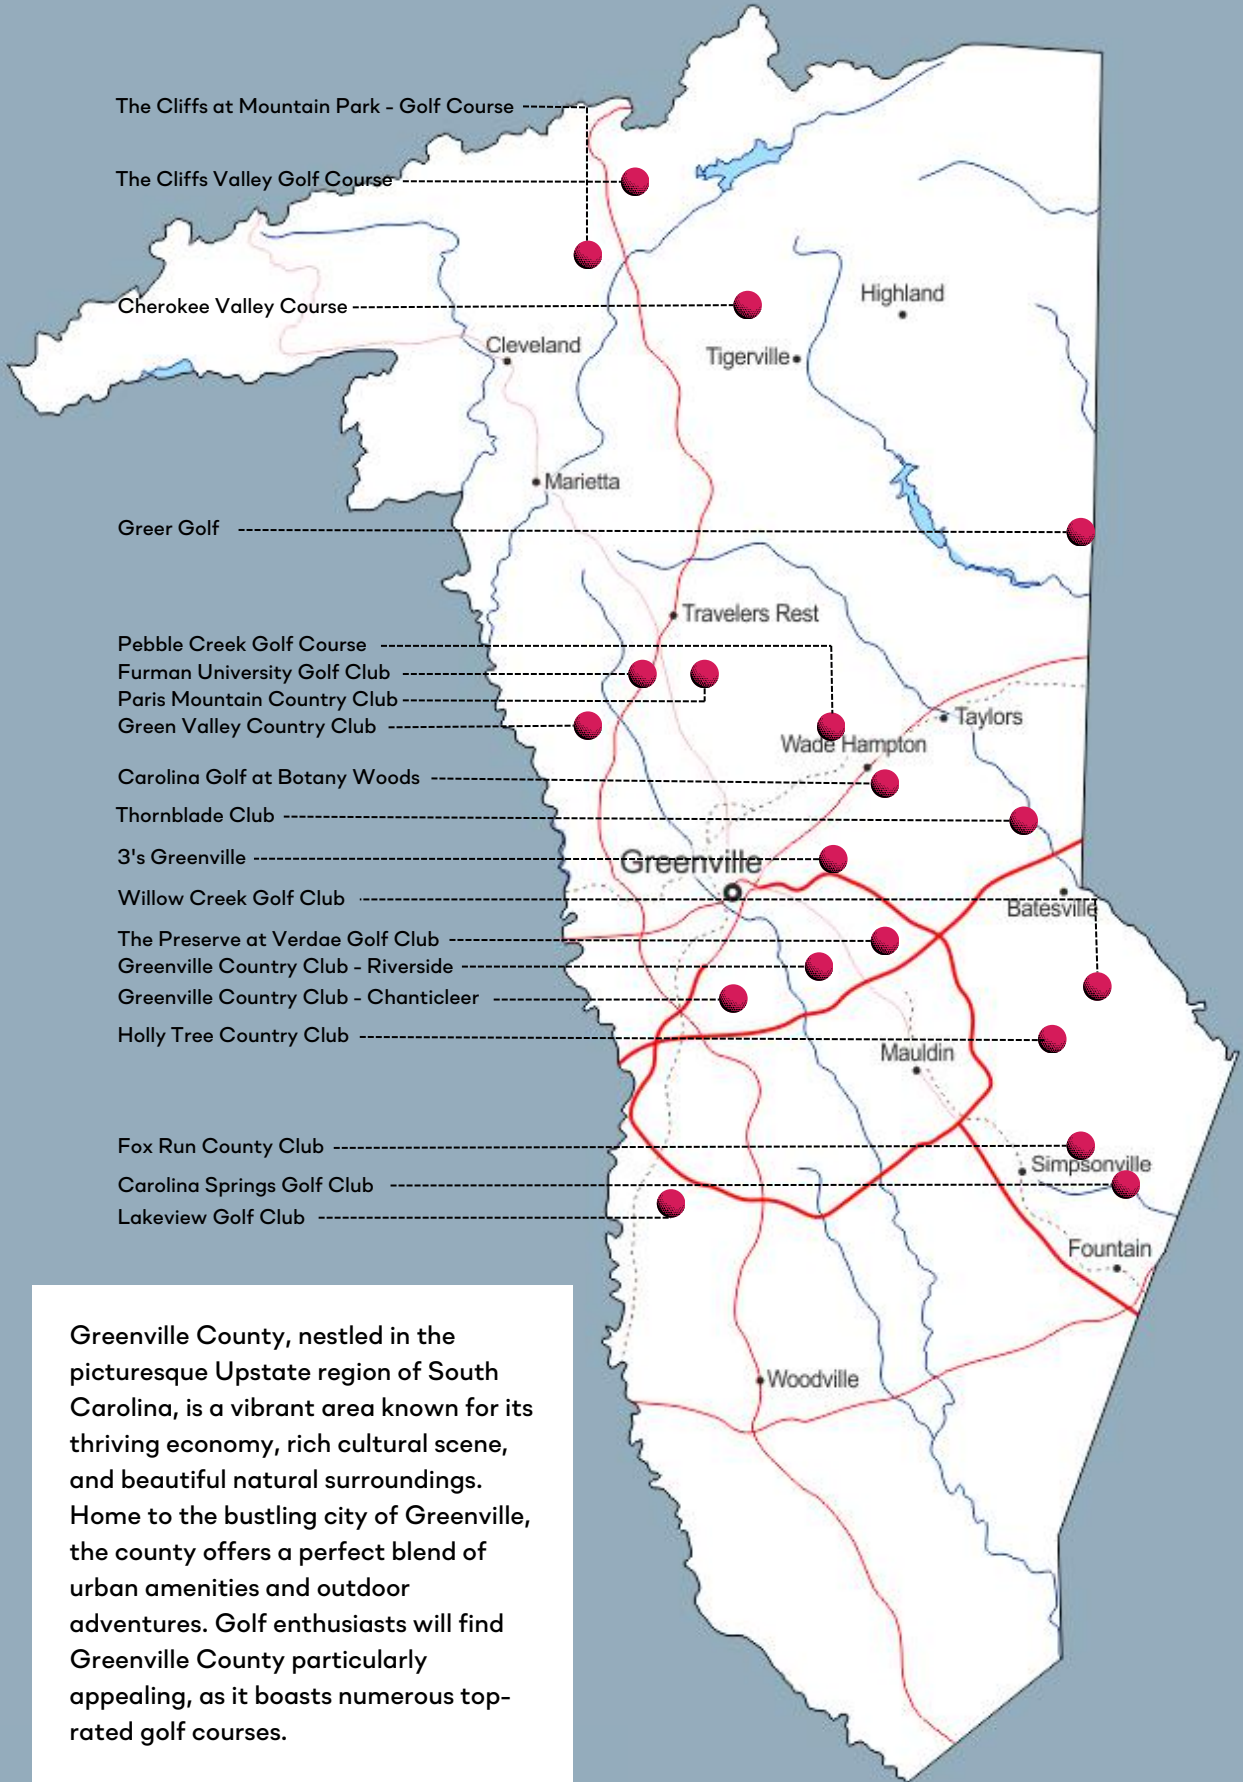 The Cliffs at Mountain Park - Golf Course
The Cliffs Valley Golf Course
Cherokee Valley Course
Highland
Cleveland
Tigerville
Marietta
Greer Golf
Travelers Rest
Pebble Creek Golf Course
Furman University Golf Club
Paris Mountain Country Club
Green Valley Country Club
Taylors
Wade Hampton
Carolina Golf at Botany Woods
Thornblade Club
3's Greenville
Greenville
Willow Creek Golf Club
Batesville
The Preserve at Verdae Golf Club
Greenville Country Club - Riverside
Greenville Country Club - Chanticleer
Holly Tree Country Club
Mauldin
Fox Run County Club
Simpsonville
Carolina Springs Golf Club
Lakeview Golf Club
Fountain
Woodville
Greenville County, nestled in the
picturesque Upstate region of South
Carolina, is a vibrant area known for its
thriving economy, rich cultural scene,
and beautiful natural surroundings.
Home to the bustling city of Greenville,
the county offers a perfect blend of
urban amenities and outdoor
adventures. Golf enthusiasts will find
Greenville County particularly
appealing, as it boasts numerous top-
rated golf courses.